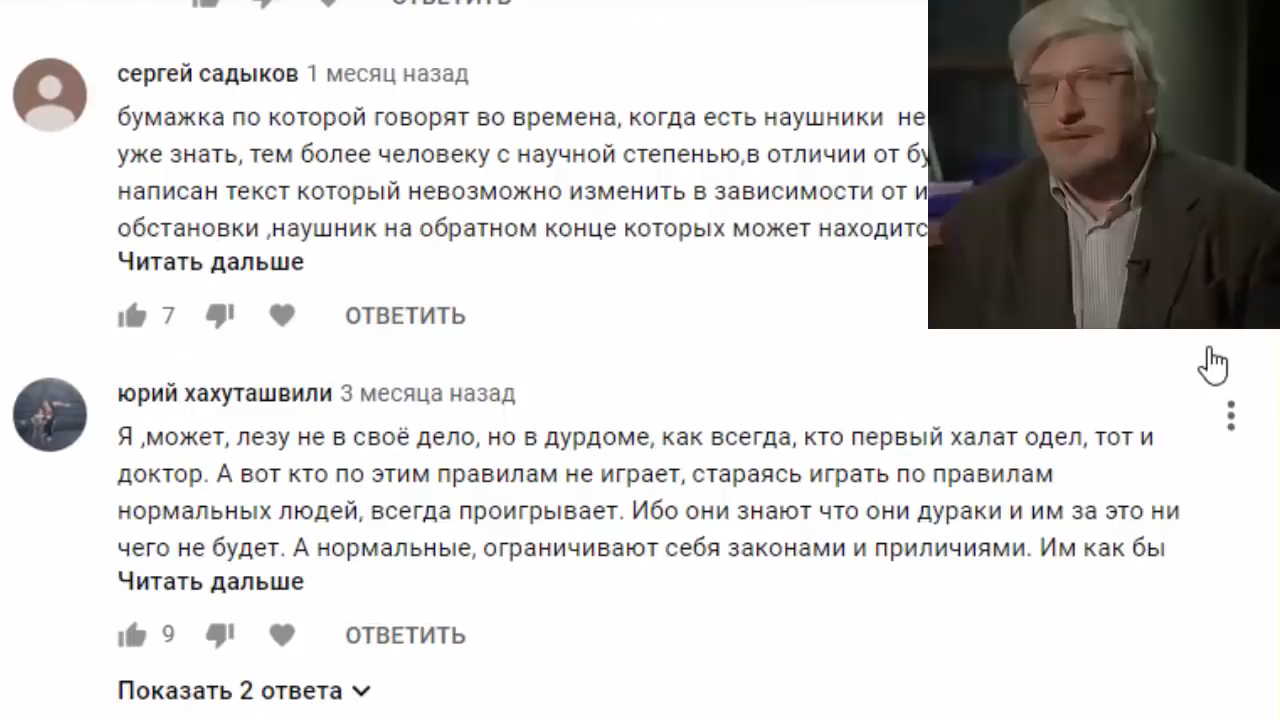 ОТВЕТИТЬ
сергей садыков 1 месяц назад
бумажка по которой говорят во времена, когда есть наушники не
уже знать, тем более человеку с научной степенью,в отличии от
написан текст который невозможно изменить в зависимости от
обстановки ,наушник на обратном конце которых может находитс
Читать дальше
7 ОТВЕТИТЬ
юрий хахуташвили 3 месяца назад
Я ,может, лезу не в своё дело, но в дурдоме, как всегда, кто первый халат одел, тот и
доктор. А вот кто по этим правилам не играет, стараясь играть по правилам
нормальных людей, всегда проигрывает. Ибо они знают что они дураки и им за это ни
чего не будет. А нормальные, ограничивают себя законами и приличиями. Им как бы
Читать дальше
9 ОТВЕТИТЬ
Показать 2 ответа